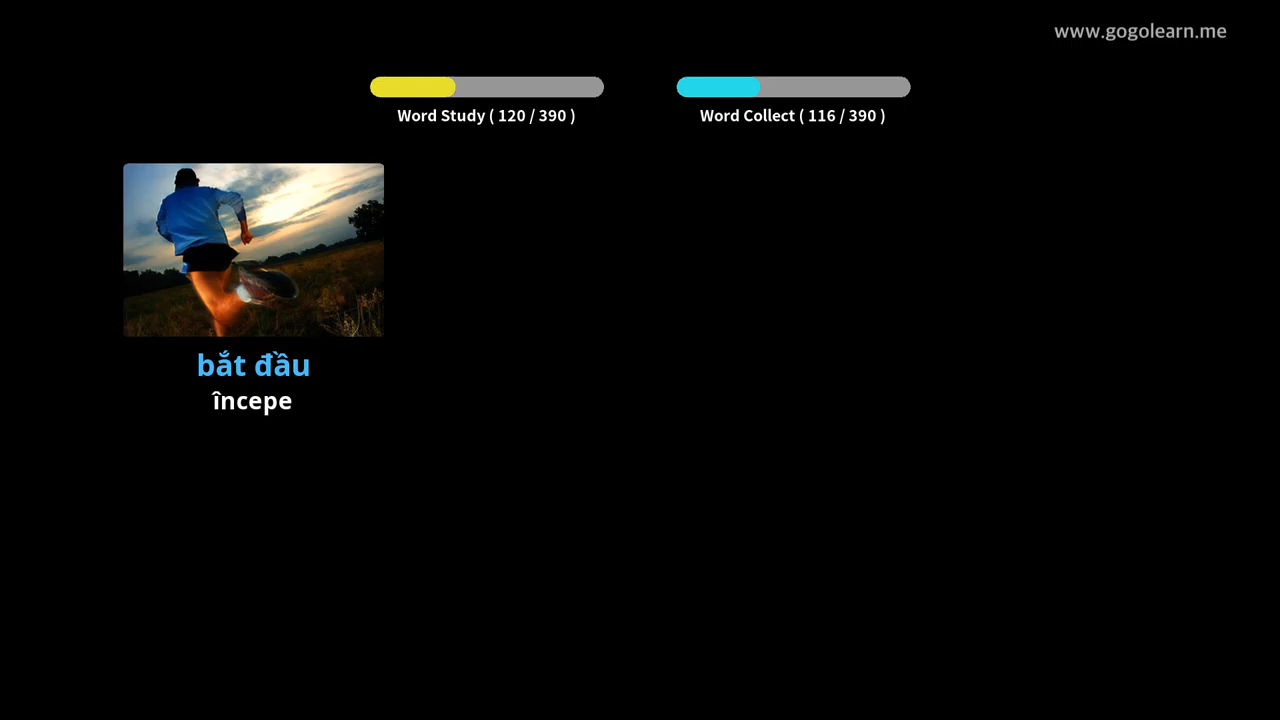 www.gogolearn.me
Word Study ( 120 / 390 )
Word Collect ( 116 / 390 )
bắt đầu
începe